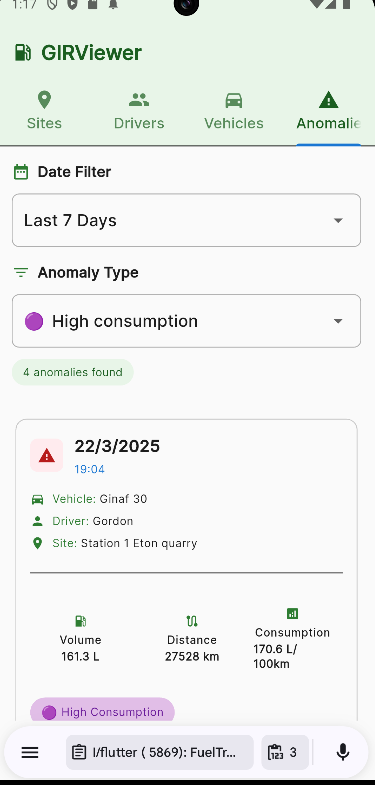 1:17
GIRViewer
Sites Drivers Vehicles Anomalie
Date Filter
Last 7 Days
Anomaly Type
High consumption
4 anomalies found
22/3/2025
19:04
Vehicle: Ginaf 30
Driver: Gordon
Site: Station 1 Eton quarry
Volume Distance Consumption
161.3 L 27528 km 170.6 L/
100km
High Consumption
I/flutter ( 5869): FuelTr... 123 3